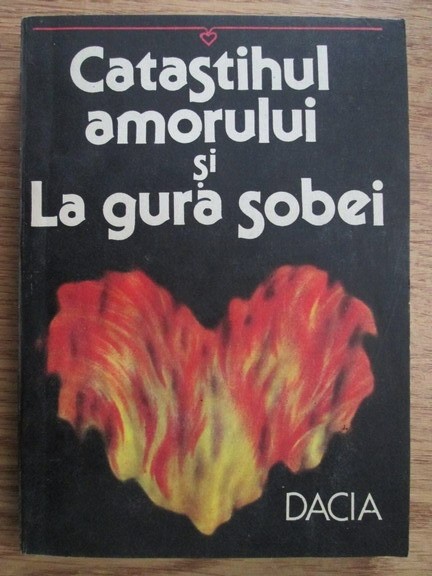 Catastihul
amorului
și
La gura sobei
DACIA